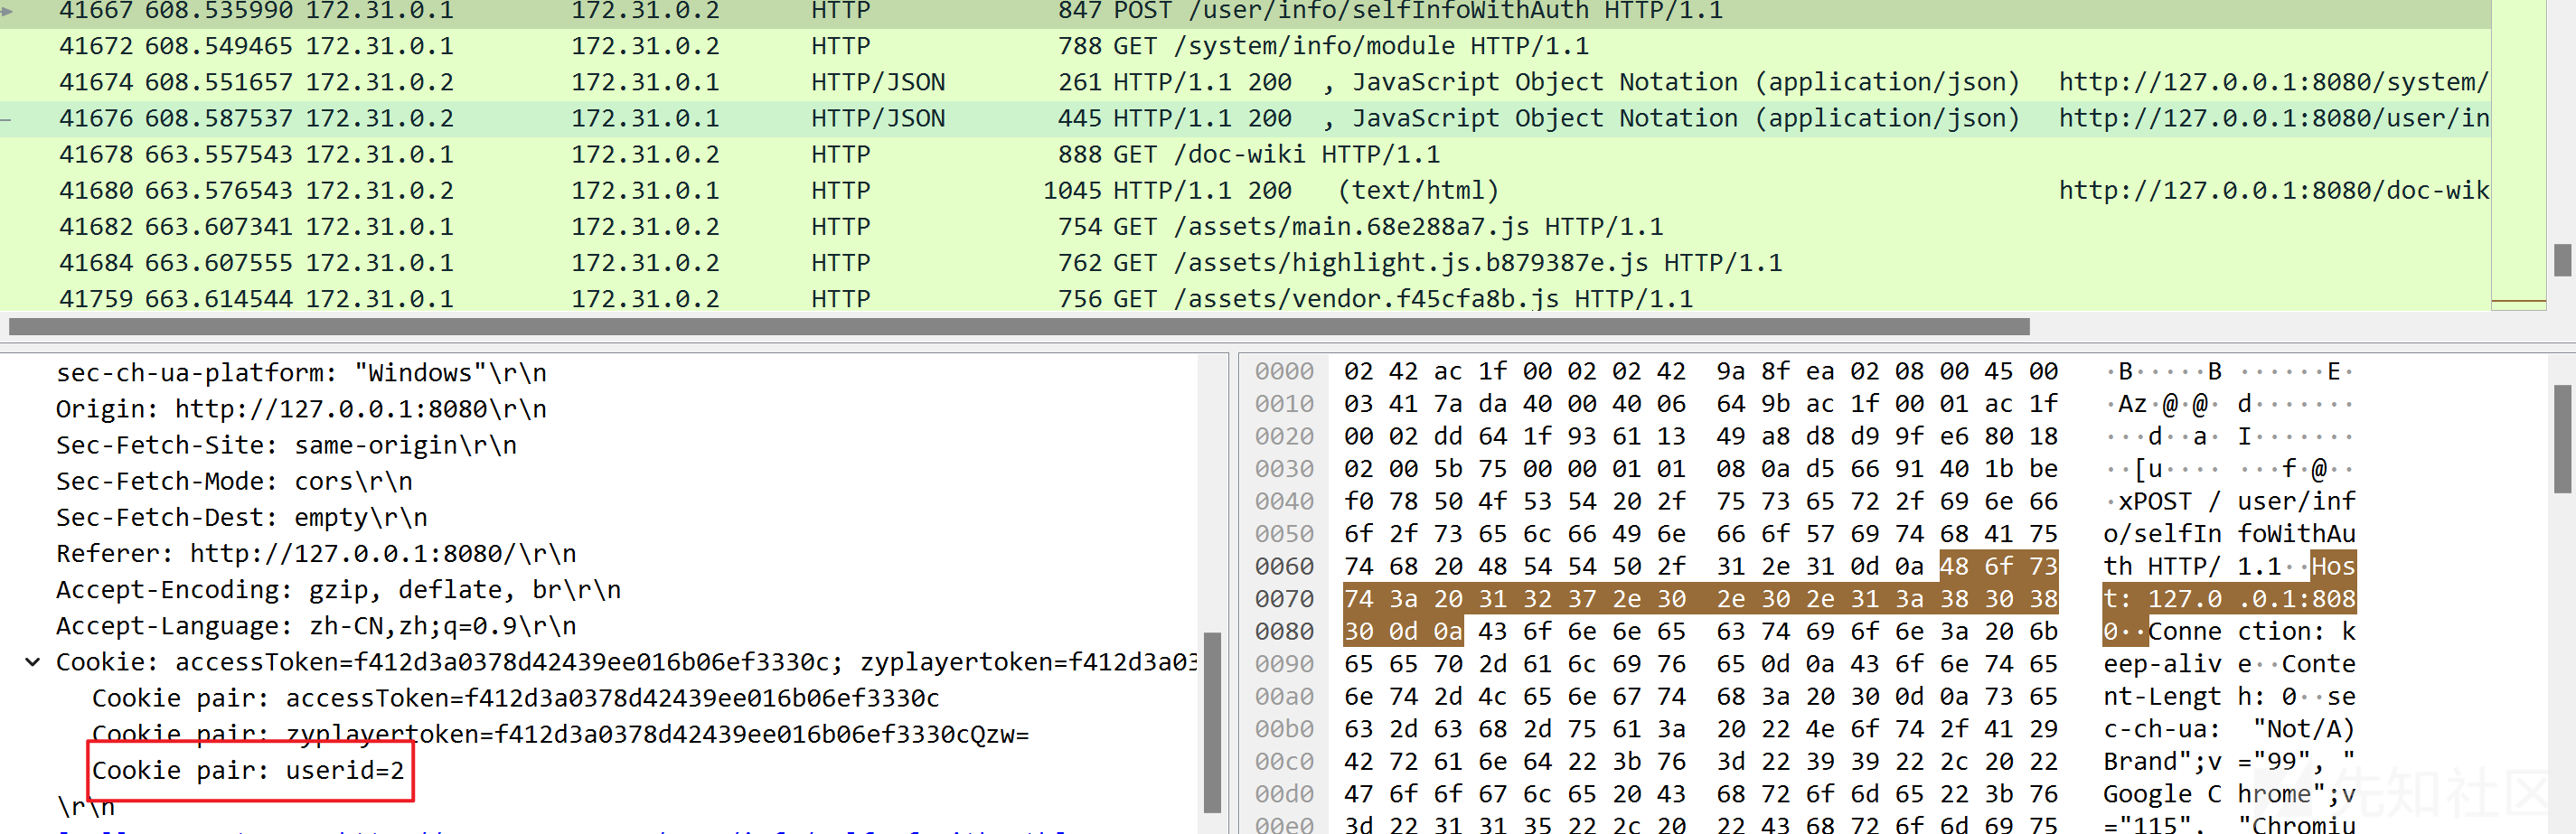 41667 608.535990 172.31.0.1 172.31.0.2 HTTP 847 POST /user/info/selfInfoWithAuth HTTP/1.1
41672 608.549465 172.31.0.1 172.31.0.2 HTTP 788 GET /system/info/module HTTP/1.1
41674 608.551657 172.31.0.2 172.31.0.1 HTTP/JSON 261 HTTP/1.1 200 , JavaScript Object Notation (application/json) http://127.0.0.1:8080/system/
41676 608.587537 172.31.0.2 172.31.0.1 HTTP/JSON 445 HTTP/1.1 200 , JavaScript Object Notation (application/json) http://127.0.0.1:8080/user/in
41678 663.557543 172.31.0.1 172.31.0.2 HTTP 888 GET /doc-wiki HTTP/1.1
41680 663.576543 172.31.0.2 172.31.0.1 HTTP 1045 HTTP/1.1 200 (text/html) http://127.0.0.1:8080/doc-wik
41682 663.607341 172.31.0.1 172.31.0.2 HTTP 754 GET /assets/main.68e288a7.js HTTP/1.1
41684 663.607555 172.31.0.1 172.31.0.2 HTTP 762 GET /assets/highlight.js.b879387e.js HTTP/1.1
41759 663.614544 172.31.0.1 172.31.0.2 HTTP 756 GET /assets/vendor.f45cfa8b.js HTTP/1.1
sec-ch-ua-platform: "Windows"\r\n
Origin: http://127.0.0.1:8080\r\n
Sec-Fetch-Site: same-origin\r\n
Sec-Fetch-Mode: cors\r\n
Sec-Fetch-Dest: empty\r\n
Referer: http://127.0.0.1:8080/\r\n
Accept-Encoding: gzip, deflate, br\r\n
Accept-Language: zh-CN,zh;q=0.9\r\n
Cookie: accessToken=f412d3a0378d42439ee016b06ef3330c; zyplayertoken=f412d3a03
Cookie pair: accessToken=f412d3a0378d42439ee016b06ef3330c
Cookie pair: zyplayertoken=f412d3a0378d42439ee016b06ef3330cQzw=
Cookie pair: userid=2
\r\n
0000 02 42 ac 1f 00 02 02 42 9a 8f ea 02 08 00 45 00 ·B·····B ······E·
0010 03 41 7a da 40 00 40 06 64 9b ac 1f 00 01 ac 1f ·Az·@·@· d·······
0020 00 02 dd 64 1f 93 61 13 49 a8 d8 d9 9f e6 80 18 ···d··a· I·······
0030 02 00 5b 75 00 00 01 01 08 0a d5 66 91 40 1b be ··[u···· ···f·@··
0040 f0 78 50 4f 53 54 20 2f 75 73 65 72 2f 69 6e 66 ·xPOST / user/inf
0050 6f 2f 73 65 6c 66 49 6e 66 6f 57 69 74 68 41 75 o/selfIn foWithAu
0060 74 68 20 48 54 54 50 2f 31 2e 31 0d 0a 48 6f 73 th HTTP/ 1.1··Hos
0070 74 3a 20 31 32 37 2e 30 2e 30 2e 31 3a 38 30 38 t: 127.0 .0.1:808
0080 30 0d 0a 43 6f 6e 6e 65 63 74 69 6f 6e 3a 20 6b 0··Conne ction: k
0090 65 65 70 2d 61 6c 69 76 65 0d 0a 43 6f 6e 74 65 eep-aliv e··Conte
00a0 6e 74 2d 4c 65 6e 67 74 68 3a 20 30 0d 0a 73 65 nt-Lengt h: 0··se
00b0 63 2d 63 68 2d 75 61 3a 20 22 4e 6f 74 2f 41 29 c-ch-ua: "Not/A)
00c0 42 72 61 6e 64 22 3b 76 3d 22 39 39 22 2c 20 22 Brand";v ="99", "
00d0 47 6f 6f 67 6c 65 20 43 68 72 6f 6d 65 22 3b 76 Google C hrome";v
00e0 3d 22 31 31 35 22 2c 20 22 43 68 72 6f 6d 69 75 ="115", "Chromiu
先知社区